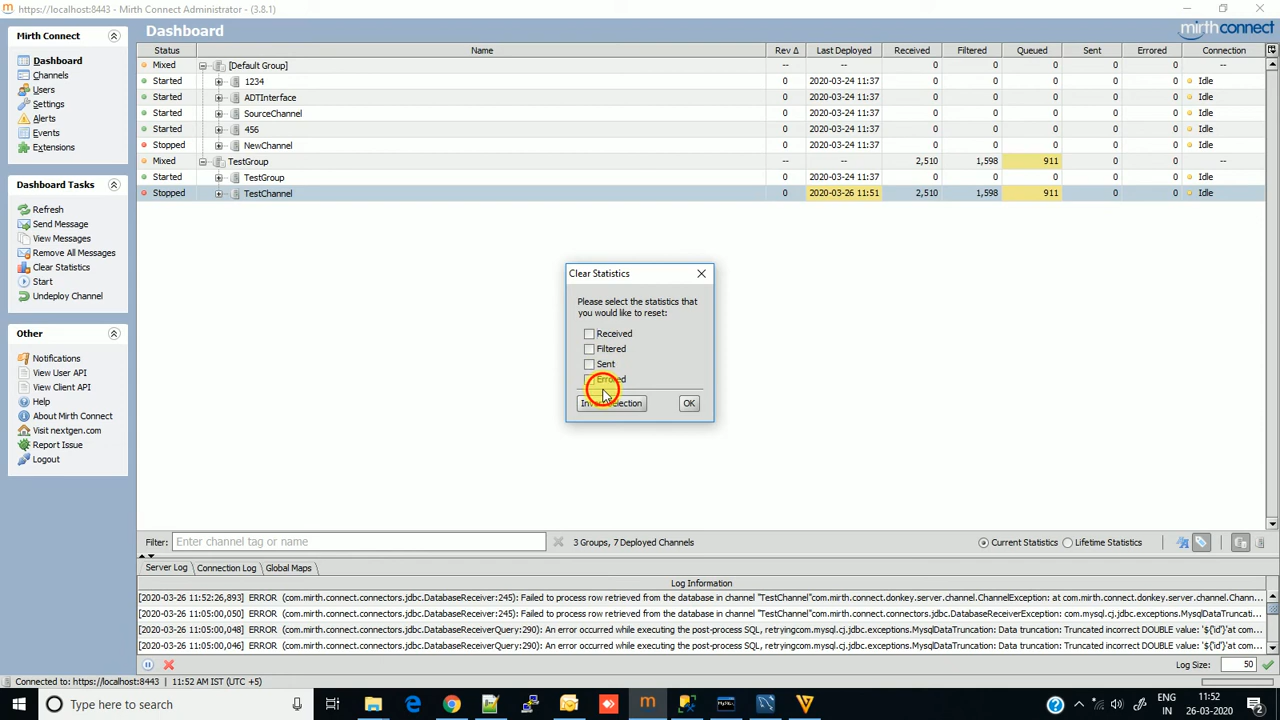 https://localhost:8443 - Mirth Connect Administrator - (3.8.1)
Mirth Connect
Dashboard
Channels
Users
Settings
Alerts
Events
Extensions
Dashboard Tasks
Refresh
Send Message
View Messages
Remove All Messages
Clear Statistics
Start
Undeploy Channel
Other
Notifications
View User API
View Client API
Help
About Mirth Connect
Visit nextgen.com
Report Issue
Logout
Dashboard
mirthconnect
Status Name Rev Δ Last Deployed Received Filtered Queued Sent Errored Connection
Mixed [Default Group] -- -- 0 0 0 0 0 --
Started 1234 0 2020-03-24 11:37 0 0 0 0 0 Idle
Started ADTInterface 0 2020-03-24 11:37 0 0 0 0 0 Idle
Started SourceChannel 0 2020-03-24 11:37 0 0 0 0 0 Idle
Started 456 0 2020-03-24 11:37 0 0 0 0 0 Idle
Stopped NewChannel 0 2020-03-24 11:37 0 0 0 0 0 Idle
Mixed TestGroup -- -- 2,510 1,598 911 0 0 --
Started TestGroup 0 2020-03-24 11:37 0 0 0 0 0 Idle
Stopped TestChannel 0 2020-03-26 11:51 2,510 1,598 911 0 0 Idle
Clear Statistics
Please select the statistics that
you would like to reset:
Received
Filtered
Sent
Errored
Invert Selection OK
Filter: Enter channel tag or name 3 Groups, 7 Deployed Channels Current Statistics Lifetime Statistics
Server Log Connection Log Global Maps
Log Information
[2020-03-26 11:52:26,893] ERROR (com.mirth.connect.connectors.jdbc.DatabaseReceiver:245): Failed to process row retrieved from the database in channel "TestChannel"com.mirth.connect.donkey.server.channel.ChannelException: at com.mirth.connect.donkey.server.channel.Chann...
[2020-03-26 11:05:00,050] ERROR (com.mirth.connect.connectors.jdbc.DatabaseReceiver:245): Failed to process row retrieved from the database in channel "TestChannel"com.mirth.connect.connectors.jdbc.DatabaseReceiverException: com.mysql.cj.jdbc.exceptions.MysqlDataTruncati...
[2020-03-26 11:05:00,048] ERROR (com.mirth.connect.connectors.jdbc.DatabaseReceiverQuery:290): An error occurred while executing the post-process SQL, retryingcom.mysql.cj.jdbc.exceptions.MysqlDataTruncation: Data truncation: Truncated incorrect DOUBLE value: '${'id'}'at com...
[2020-03-26 11:05:00,046] ERROR (com.mirth.connect.connectors.jdbc.DatabaseReceiverQuery:290): An error occurred while executing the post-process SQL, retryingcom.mysql.cj.jdbc.exceptions.MysqlDataTruncation: Data truncation: Truncated incorrect DOUBLE value: '${'id'}'at com...
Log Size: 50
Connected to: https://localhost:8443 | 11:52 AM IST (UTC +5)
Type here to search
ENG
IN
11:52
26-03-2020
2